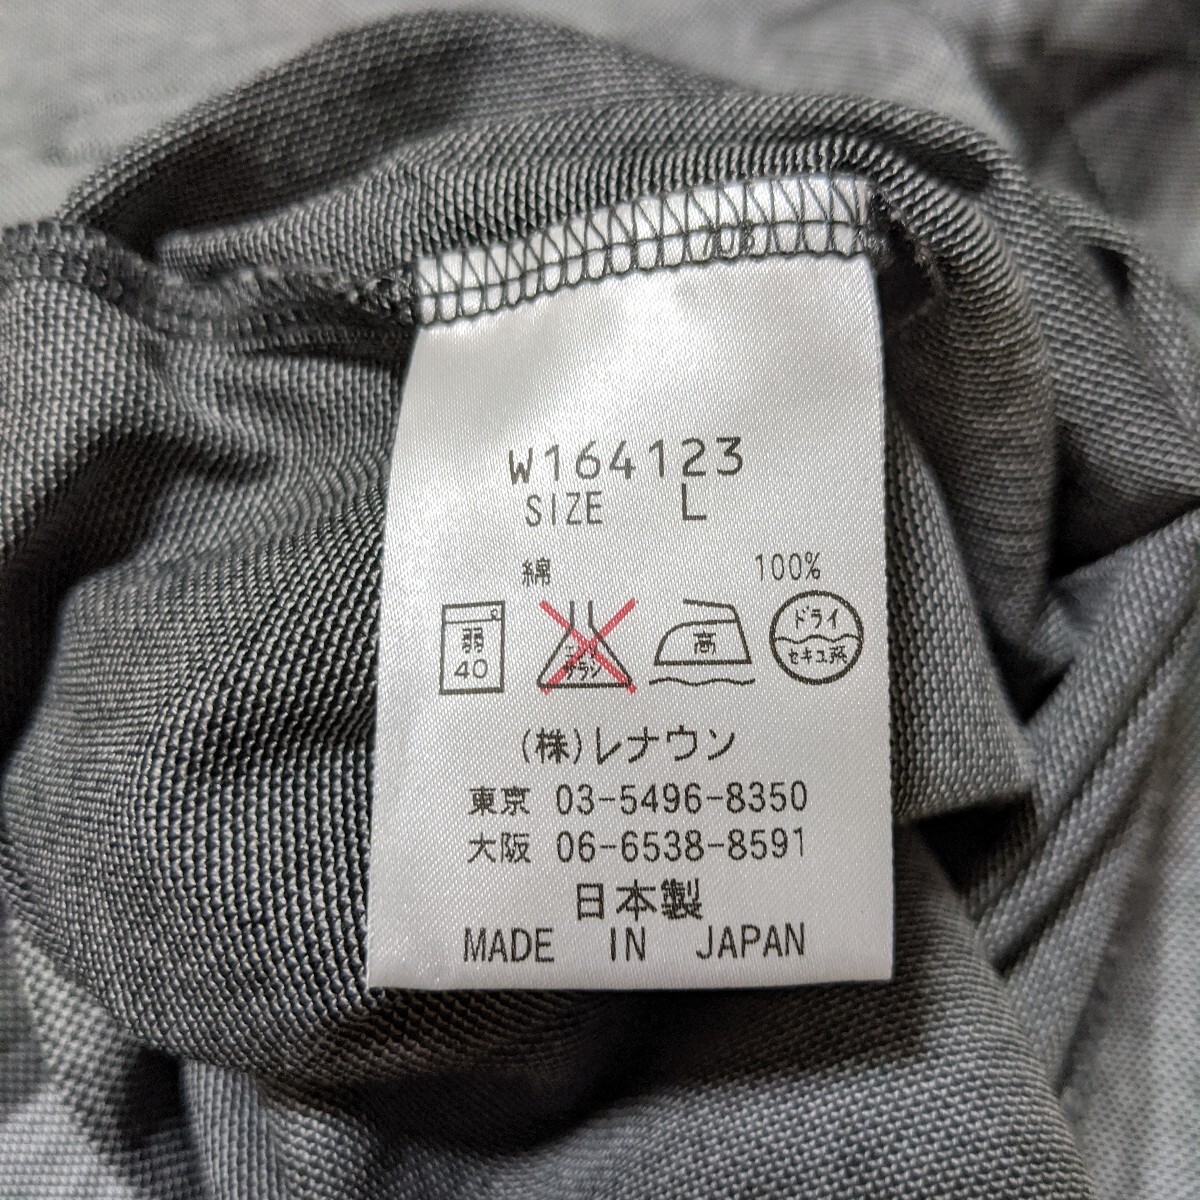 W164123
SIZE L
綿 100%
弱 40 高 ドライ セキユ系
(株)レナウン
東京 03-5496-8350
大阪 06-6538-8591
日本製
MADE IN JAPAN